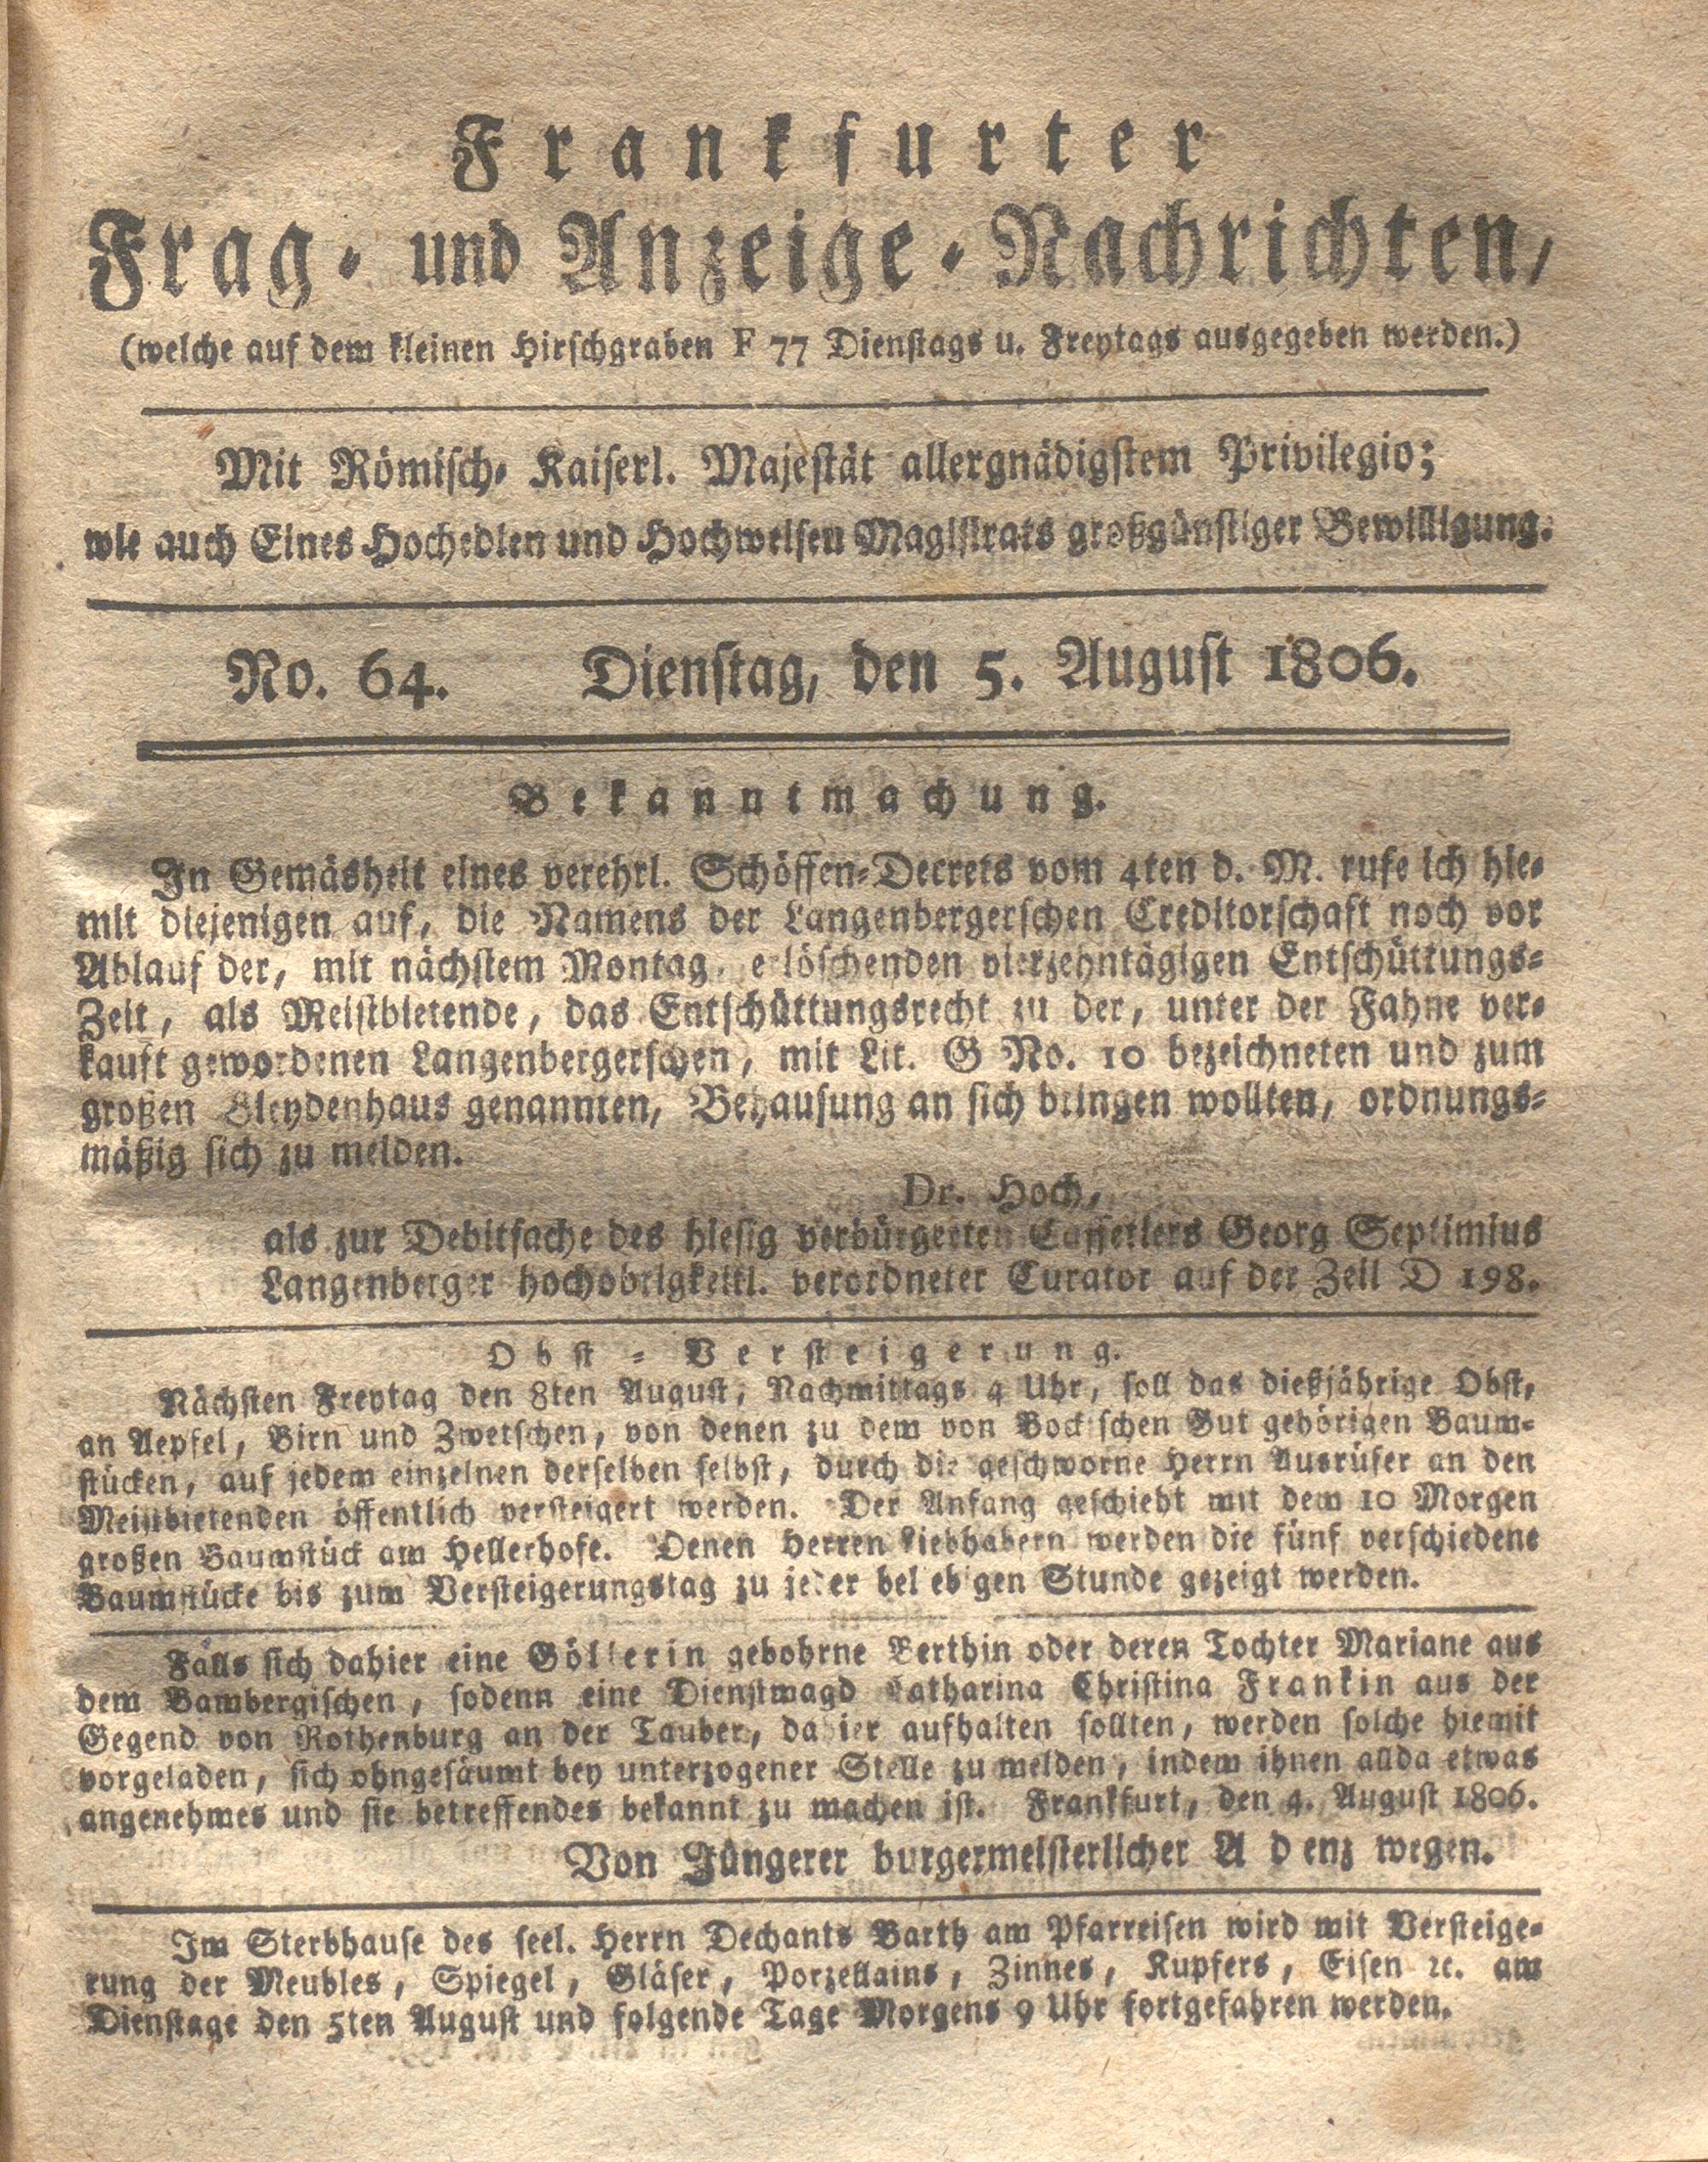 Frankfurter
Frag- und Anzeige-Nachrichten,
(welche auf dem kleinen Hirschgraben F 77 Dienstags u. Freytags ausgegeben werden.)
Mit Römisch-Kaiserl. Majestät allergnädigstem Privilegio;
wie auch Eines Hochedlen und Hochweisen Magistrats großgünstiger Bewilligung.
No. 64. Dienstag, den 5. August 1806.
Bekanntmachung.
In Gemäsheit eines verehrl. Schöffen-Decrets vom 4ten d. M. rufe ich hie-
mit diejenigen auf, die Namens der Langenbergerschen Creditorschaft noch vor
Ablauf der, mit nächstem Montag, erlöschenden vierzehntägigen Entschüttungs-
Zeit, als Meistbietende, das Entschüttungsrecht zu der, unter der Fahne ver-
kauft gewordenen Langenbergerschen, mit Lit. G No. 10 bezeichneten und zum
großen genannten, Behausung an sich bringen wollten, ordnungs-
mäßig sich zu melden.
Dr. Hoch,
als zur Debitsache des hiesig verbürgerten Caffetiers Georg Septimius
Langenberger hochobrigkeitl. verordneter Curator auf der Zeil D 198.
Obst-Versteigerung.
Nächsten Freytag den 8ten August, Nachmittags 4 Uhr, soll das dießjährige Obst,
an Aepfel, Birn und Zwetschen, von denen zu dem von Bockischen Gut gehörigen Baum-
stücken, auf jedem einzelnen derselben selbst, durch die geschworne Herrn Ausrüfer an den
Meistbietenden öffentlich versteigert werden. Der Anfang geschieht mit dem 10 Morgen
großen Baumstück am Hellerhofe. Denen Herren Liebhabern werden die fünf verschiedene
Baumstücke bis zum Versteigerungstag zu jeder beliebigen Stunde gezeigt werden.
Falls sich dahier eine Göllerin gebohrne Berthin oder deren Tochter Mariane aus
dem Bambergischen, sodenn eine Dienstmagd Catharina Christina Frankin aus der
Gegend von Rothenburg an der Tauber, dahier aufhalten sollten, werden solche hiemit
vorgeladen, sich ohngesäumt bey unterzogener Stelle zu melden, indem ihnen allda etwas
angenehmes und sie betreffendes bekannt zu machen ist. Frankfurt, den 4. August 1806.
Von Jüngerer burgermeisterlicher Audenz wegen.
Im Sterbhause des seel. Herrn Dechants Barth am Pfarreisen wird mit Versteige-
rung der Meubles, Spiegel, Gläser, Porzellains, Zinnes, Kupfers, Eisen ꝛc. am
Dienstage den 5ten August und folgende Tage Morgens 9 Uhr fortgefahren werden.